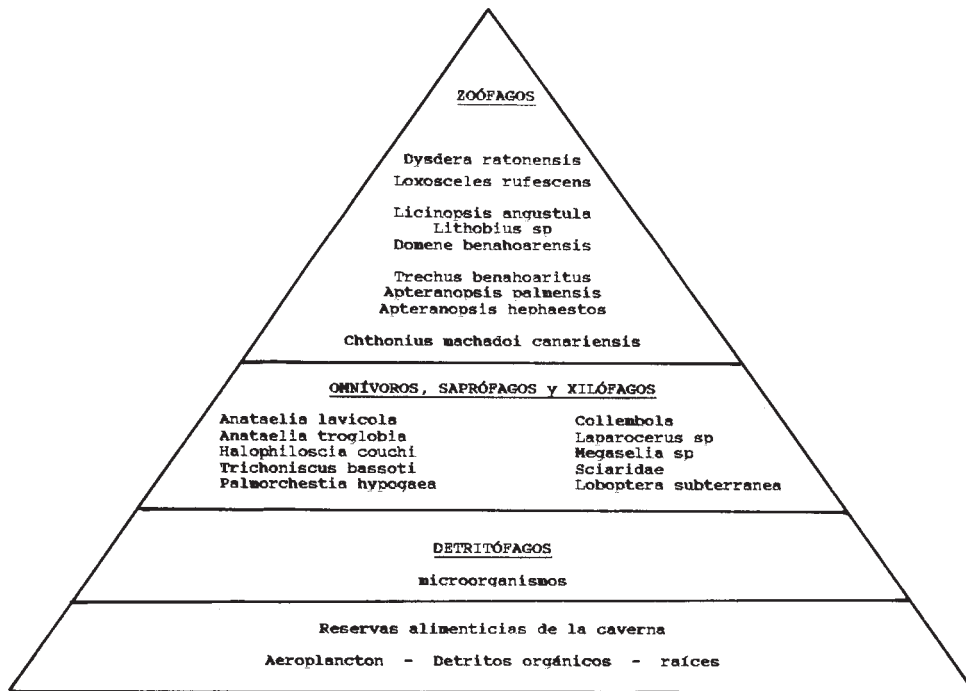 ZOÓFAGOS
Dysdera ratonensis
Loxosceles rufescens
Licinopsis angustula
Lithobius sp
Domene benahoarensis
Trechus benahoaritus
Apteranopsis palmensis
Apteranopsis hephaestos
Chthonius machadoi canariensis
OMNÍVOROS, SAPRÓFAGOS y XILÓFAGOS
Anataelia lavicola Collembola
Anataelia troglobia Laparocerus sp
Halophiloscia couchi Megaselia sp
Trichoniscus bassoti Sciaridae
Palmorchestia hypogaea Loboptera subterranea
DETRITÓFAGOS
microorganismos
Reservas alimenticias de la caverna
Aeroplancton - Detritos orgánicos - raíces